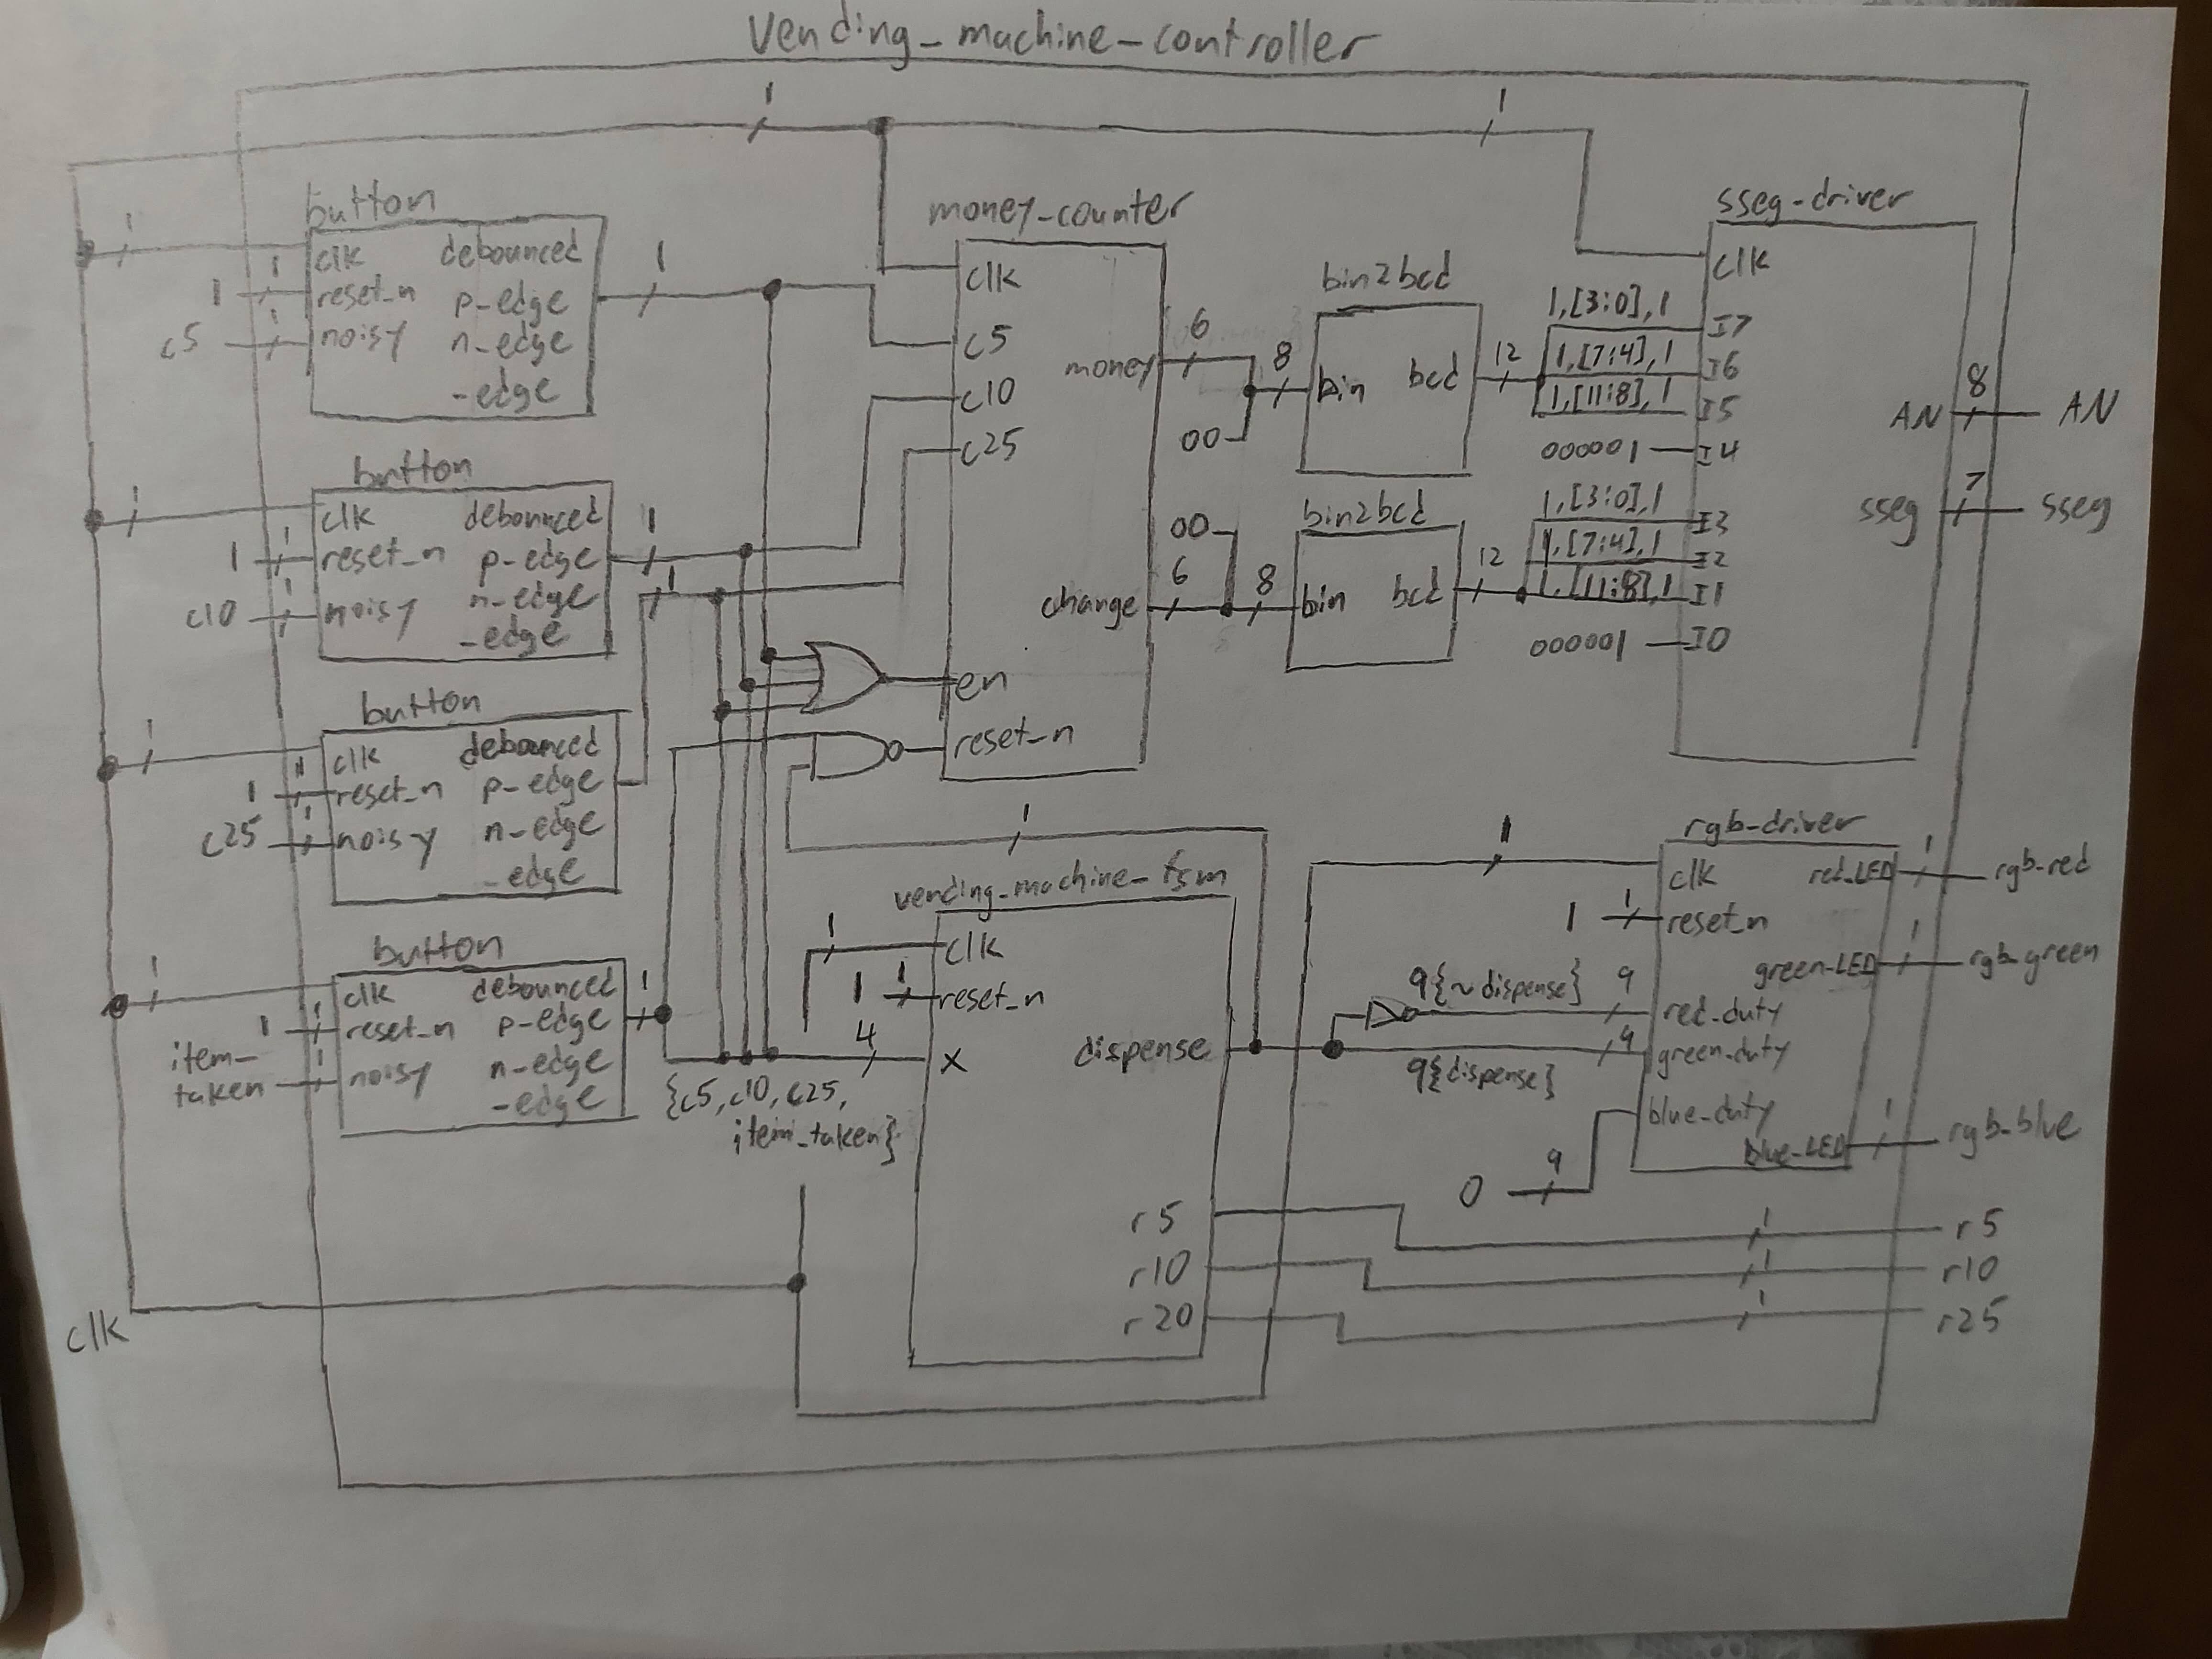 vending_machine_controller
1
1
button
1
clk
debounced
1
1
reset_n
p-edge
1
c5
1
noisy
n-edge
-edge
button
1
clk
debounced
1
1
reset_n
p-edge
1
c10
1
noisy
n-edge
-edge
1
button
1
clk
debounced
1
1
reset_n
p-edge
c25
1
noisy
n-edge
-edge
button
1
clk
debounced
1
1
reset_n
p-edge
1
item-
taken
1
noisy
n-edge
-edge
{c5, c10, c25,
item_taken}
clk
money-counter
clk
c5
c10
c25
money
6
00
change
6
00
en
reset_n
1
bin2bcd
8
bin
bcd
12
bin2bcd
8
bin
bcd
12
sseg-driver
clk
1,[3:0],1
I7
1,[7:4],1
I6
1,[11:8],1
I5
000001
I4
1,[3:0],1
I3
1,[7:4],1
I2
1,[11:8],1
I1
000001
I0
AN
8
AN
sseg
7
sseg
vending_machine-fsm
1
clk
1
1
reset_n
4
x
dispense
r5
r10
r20
rgb-driver
1
clk
1
1
reset_n
9{~dispense}
9
red_duty
9{dispense}
9
green_duty
0
9
blue_duty
red_LED
1
rgb-red
green-LED
1
rgb-green
blue-LED
1
rgb-blue
1
r5
1
r10
1
r25